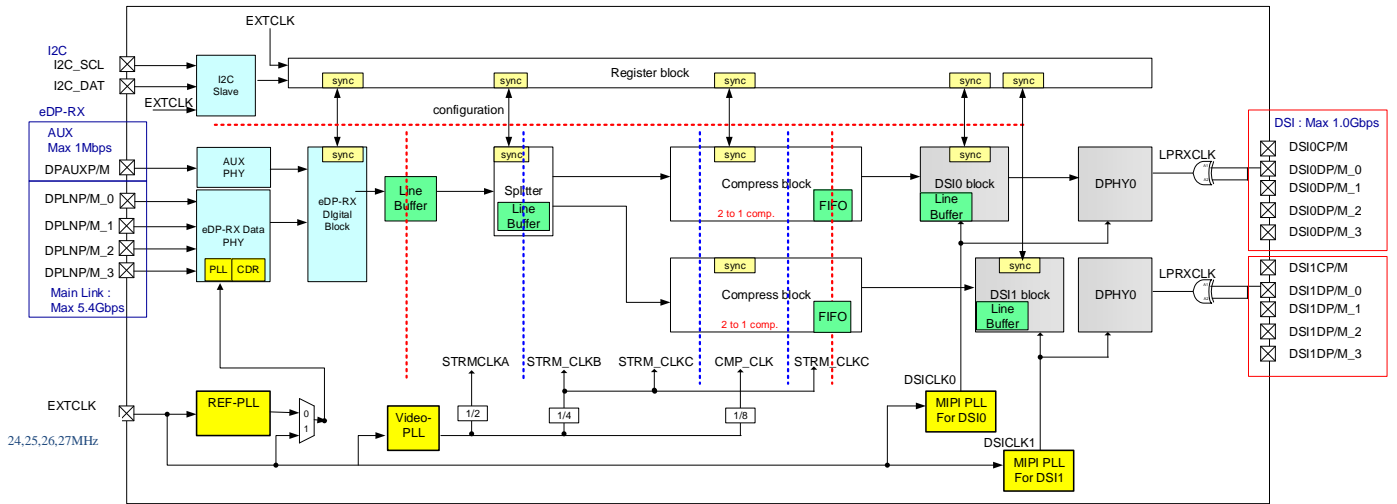 EXTCLK
I2C
I2C_SCL
I2C_DAT
I2C
Slave
EXTCLK
Register block
sync
sync
sync
sync
sync
configuration
eDP-RX
AUX
Max 1Mbps
DPAUXP/M
AUX
PHY
DPLNP/M_0
DPLNP/M_1
DPLNP/M_2
DPLNP/M_3
Main Link :
Max 5.4Gbps
eDP-RX Data
PHY
PLL
CDR
sync
eDP-RX
DIgital
Block
Line
Buffer
sync
Splitter
Line
Buffer
sync
Compress block
2 to 1 comp.
FIFO
sync
Compress block
2 to 1 comp.
FIFO
sync
DSI0 block
Line
Buffer
sync
DSI1 block
Line
Buffer
DPHY0
LPRXCLK
DPHY0
LPRXCLK
DSI : Max 1.0Gbps
DSI0CP/M
DSI0DP/M_0
DSI0DP/M_1
DSI0DP/M_2
DSI0DP/M_3
DSI1CP/M
DSI1DP/M_0
DSI1DP/M_1
DSI1DP/M_2
DSI1DP/M_3
STRMCLKA
STRM_CLKB
STRM_CLKC
CMP_CLK
STRM_CLKC
1/2
1/4
1/8
EXTCLK
24,25,26,27MHz
REF-PLL
0
1
Video-
PLL
DSICLK0
MIPI PLL
For DSI0
DSICLK1
MIPI PLL
For DSI1